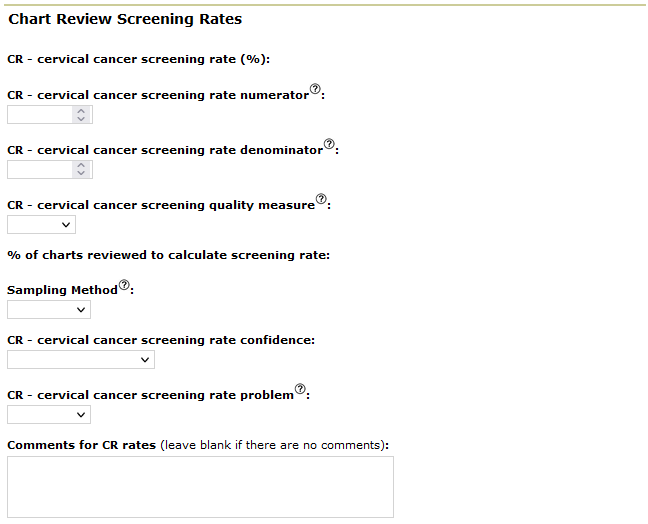 Chart Review Screening Rates
CR - cervical cancer screening rate (%):
CR - cervical cancer screening rate numerator?:
CR - cervical cancer screening rate denominator?:
CR - cervical cancer screening quality measure?:
% of charts reviewed to calculate screening rate:
Sampling Method?:
CR - cervical cancer screening rate confidence:
CR - cervical cancer screening rate problem?:
Comments for CR rates (leave blank if there are no comments):